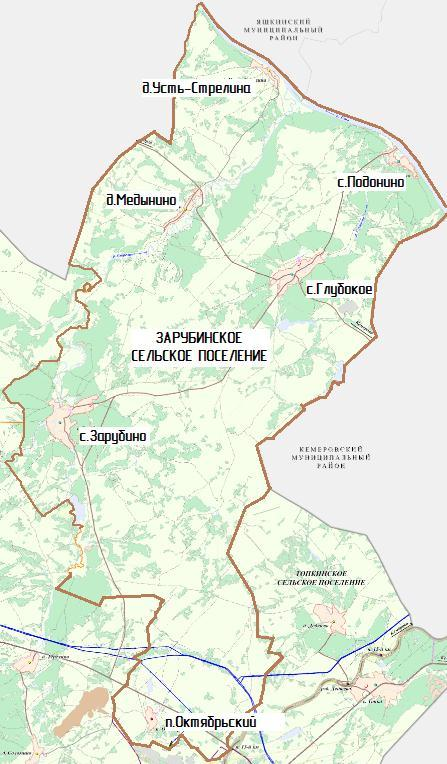 ЯШКИНСКИЙ
МУНИЦИПАЛЬНЫЙ
РАЙОН
д.Усть-Стрелина
с.Подонино
д.Медынино
с.Глубокое
ЗАРУБИНСКОЕ
СЕЛЬСКОЕ ПОСЕЛЕНИЕ
с.Зарубино
КЕМЕРОВСКИЙ
МУНИЦИПАЛЬНЫЙ
РАЙОН
ТОПКИНСКОЕ
СЕЛЬСКОЕ ПОСЕЛЕНИЕ
п.Октябрьский